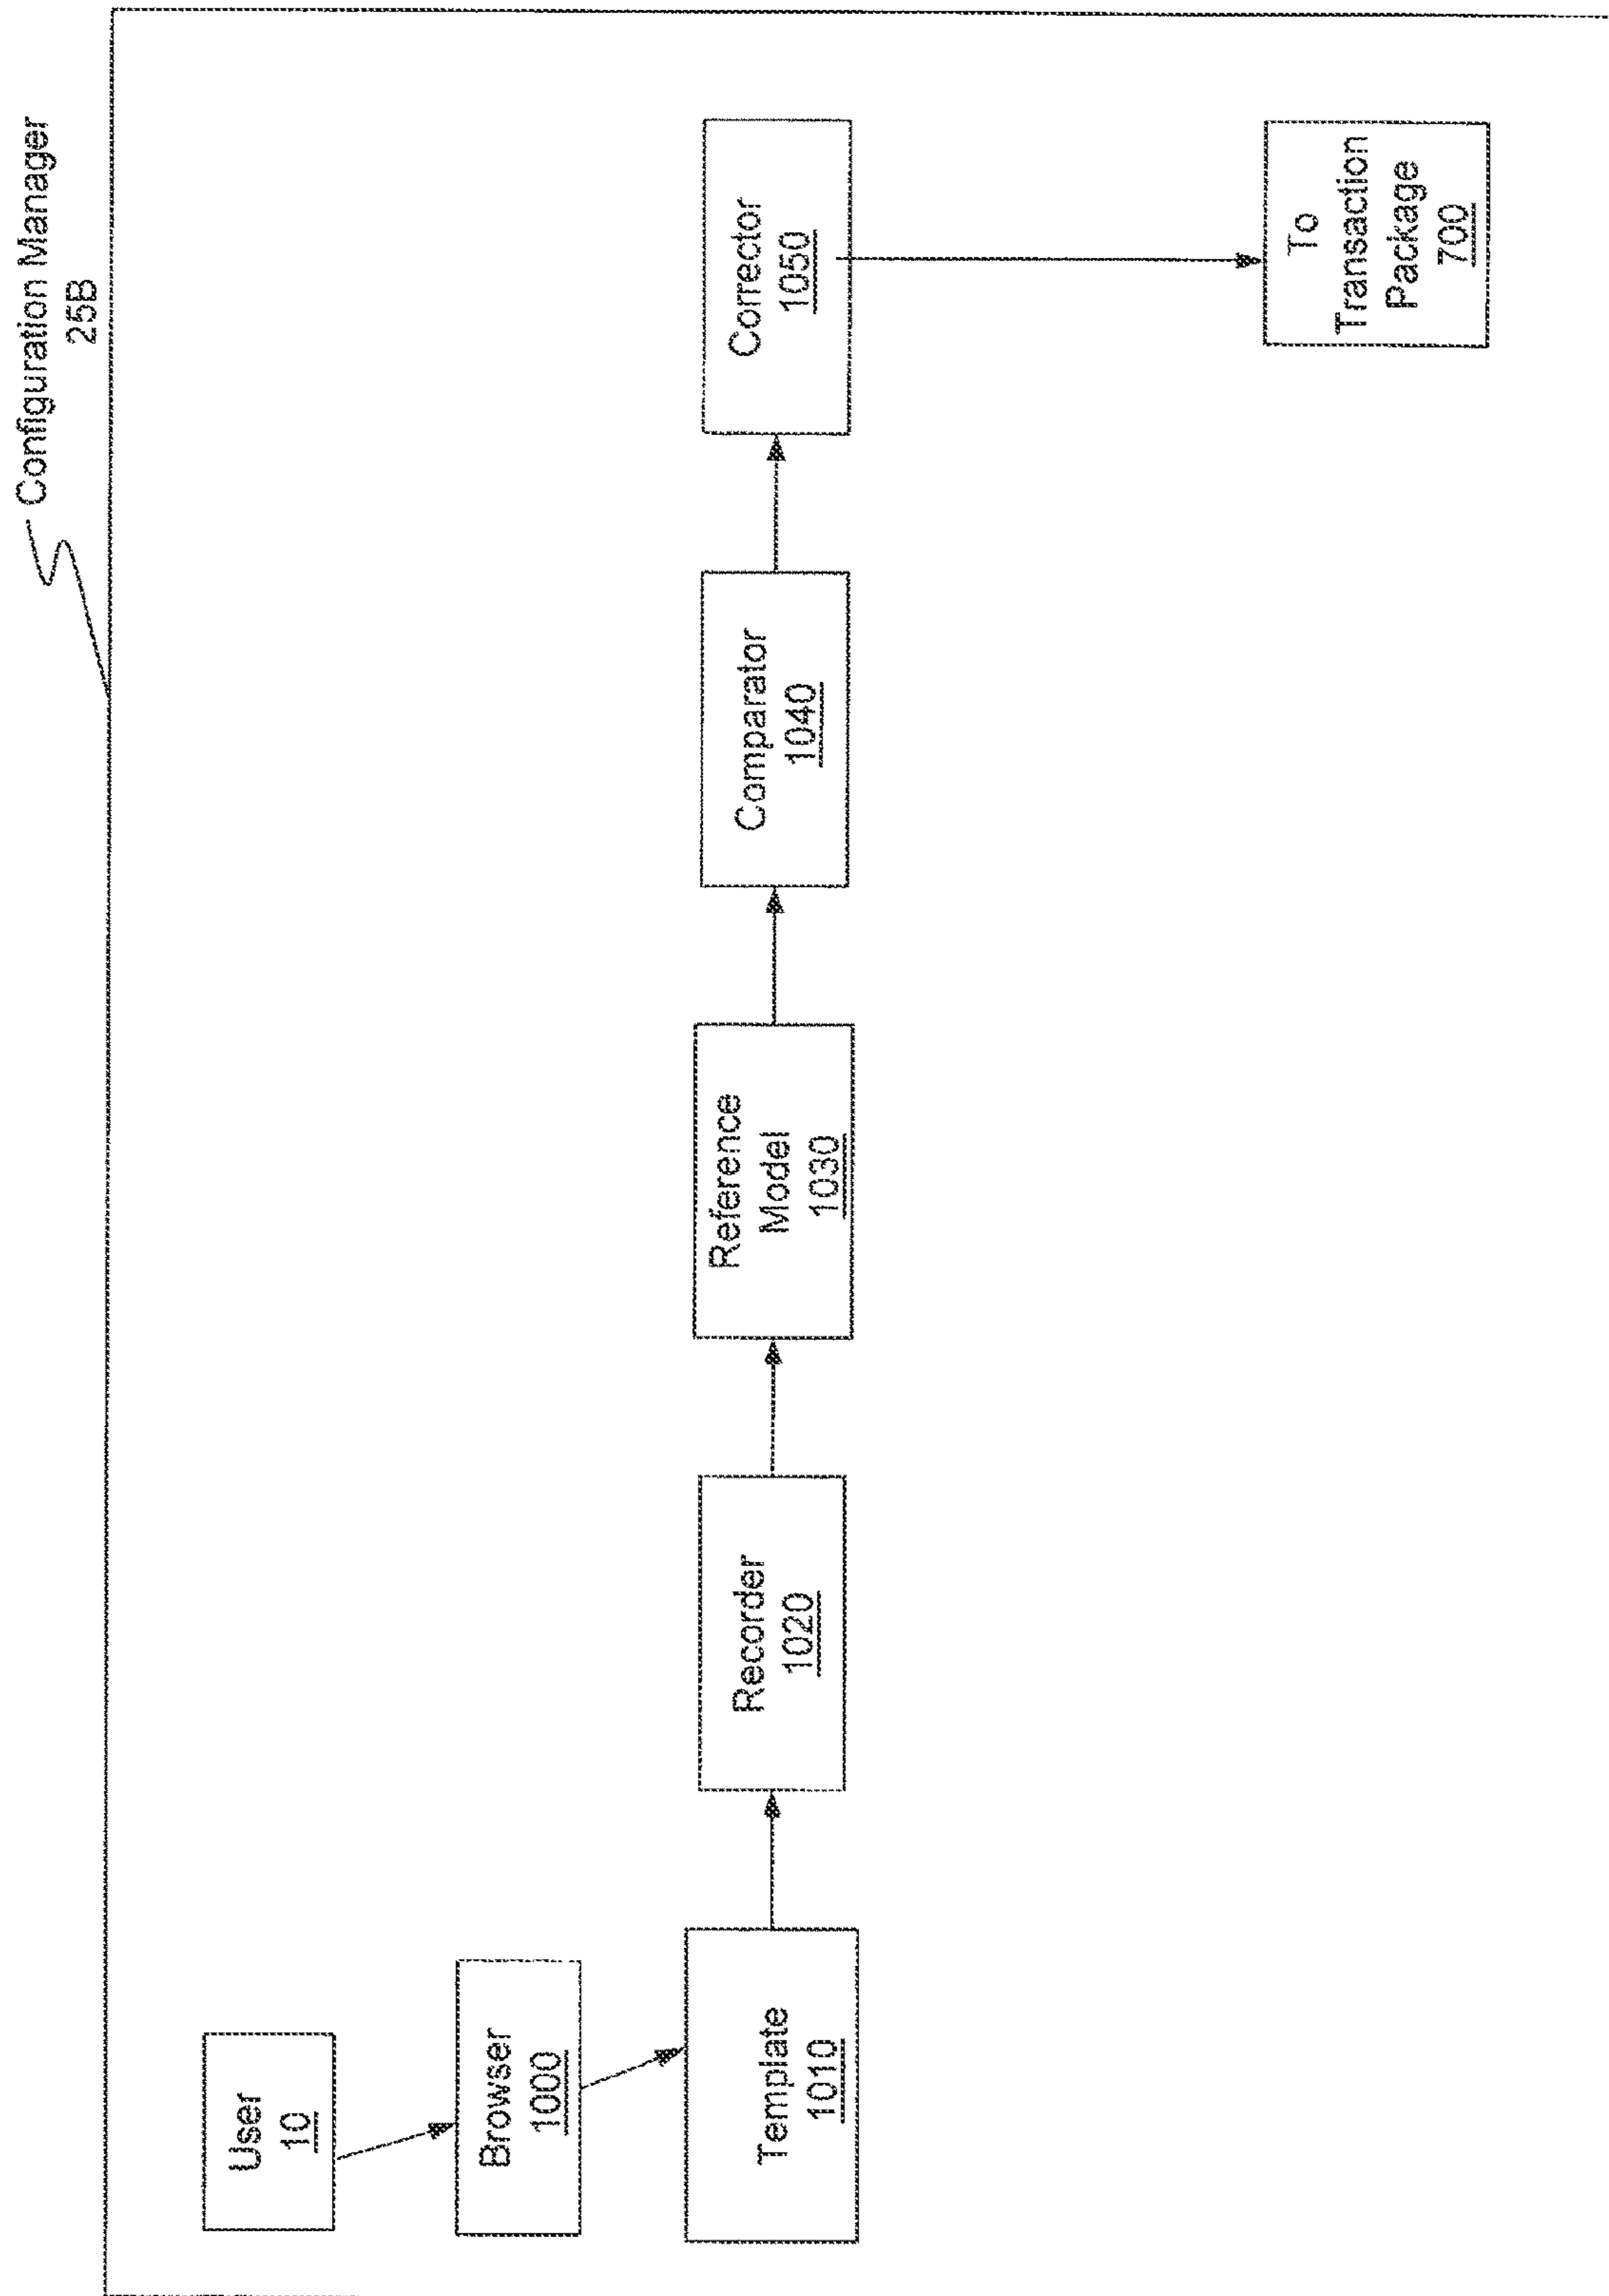 Configuration Manager
25B
User
10
Browser
1000
Template
1010
Recorder
1020
Reference
Model
1030
Comparator
1040
Corrector
1050
To
Transaction
Package
700